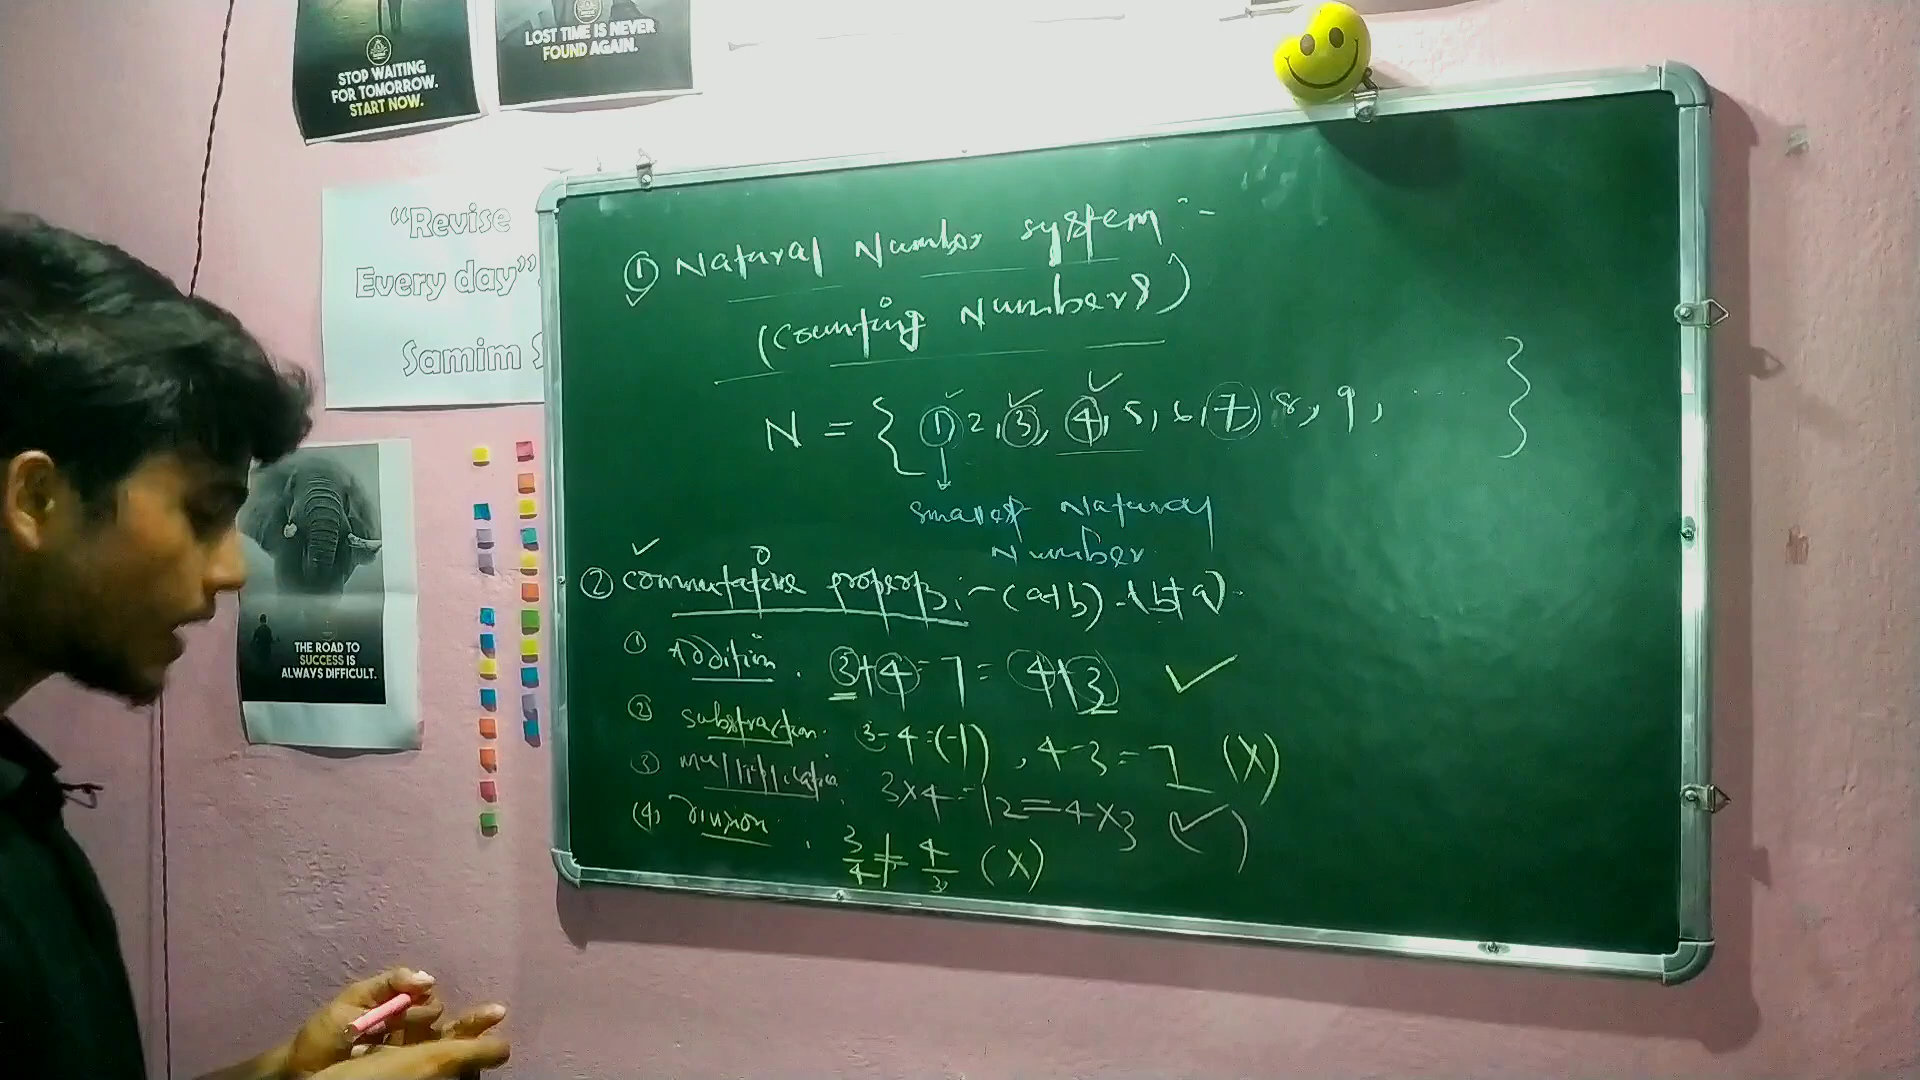 STOP WAITING
FOR TOMORROW.
START NOW.
LOST TIME IS NEVER
FOUND AGAIN.
“Revise
Every day”
Samim S
THE ROAD TO
SUCCESS IS
ALWAYS DIFFICULT.
① Natural Number system :-
(Counting Numbers)
N = { 1, 2, 3, 4, 5, 6, 7, 8, 9, ... }
smallest Natural
Number
② Commutative property :- (a+b) = (b+a)
① Addition . 3+4=7= 4+3 ✓
② Substraction . 3-4=(-1) , 4-3=1 (X)
③ multiplication . 3×4=12=4×3 (✓)
(4) Division . 3/4 ≠ 4/3 (X)